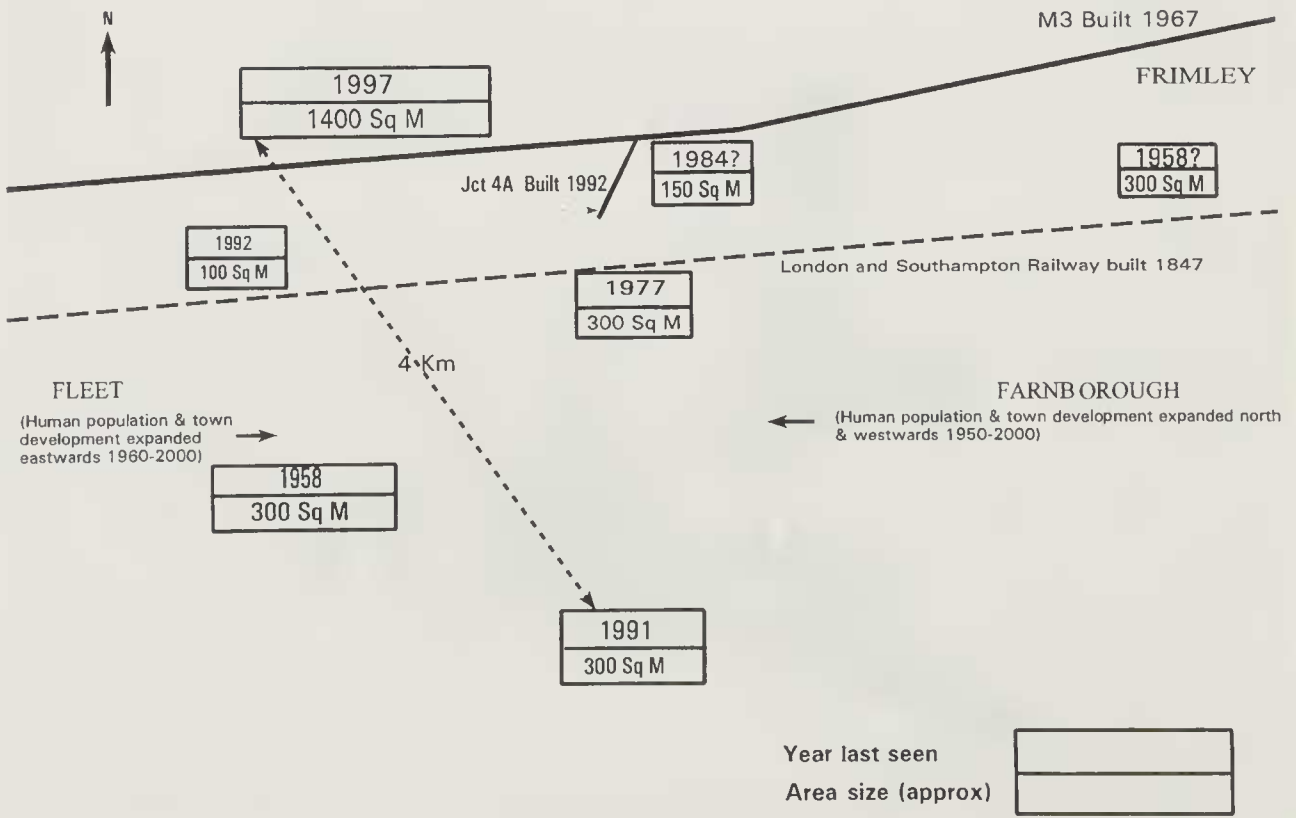 N
M3 Built 1967
FRIMLEY
1997
1400 Sq M
1984?
150 Sq M
1958?
300 Sq M
Jct 4A Built 1992
1992
100 Sq M
London and Southampton Railway built 1847
1977
300 Sq M
4 Km
FLEET
(Human population & town
development expanded
eastwards 1960-2000)
FARNBOROUGH
(Human population & town development expanded north
& westwards 1950-2000)
1958
300 Sq M
1991
300 Sq M
Year last seen
Area size (approx)